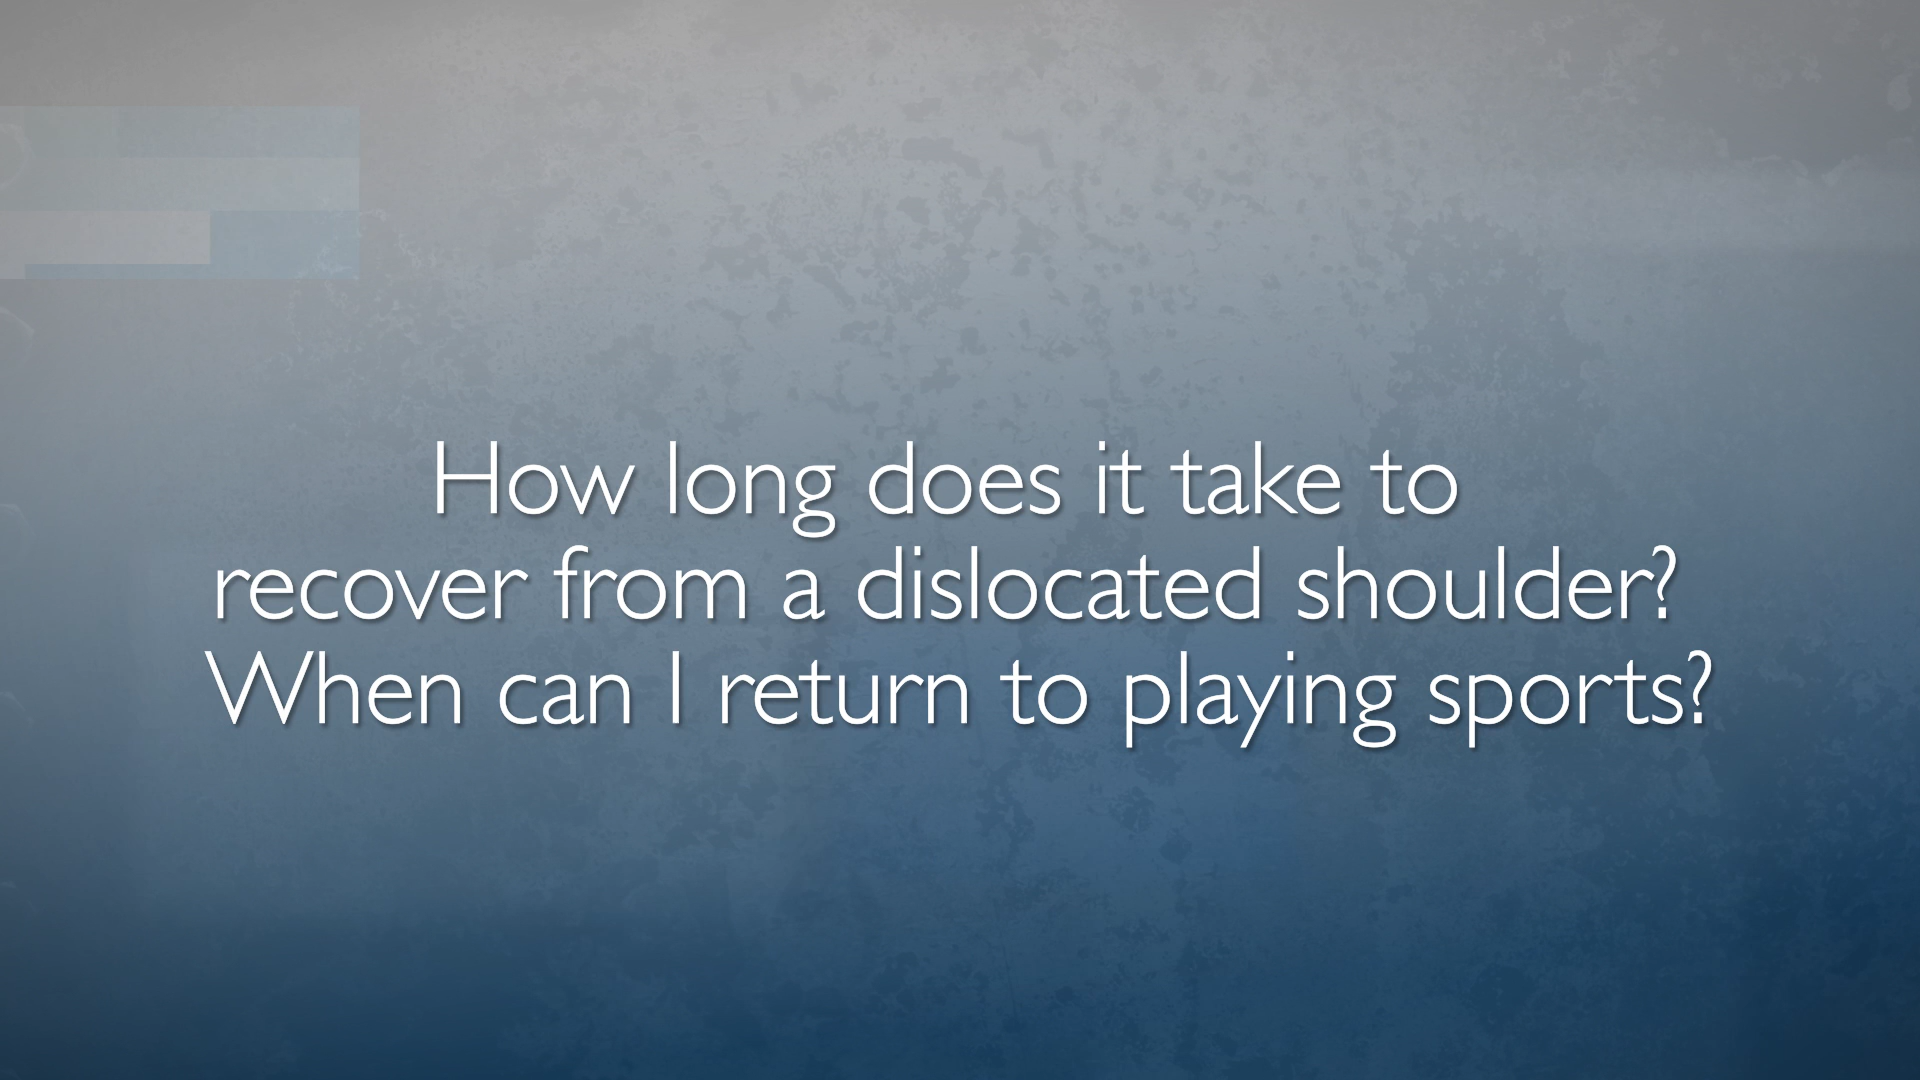 How long does it take to
recover from a dislocated shoulder?
When can I return to playing sports?